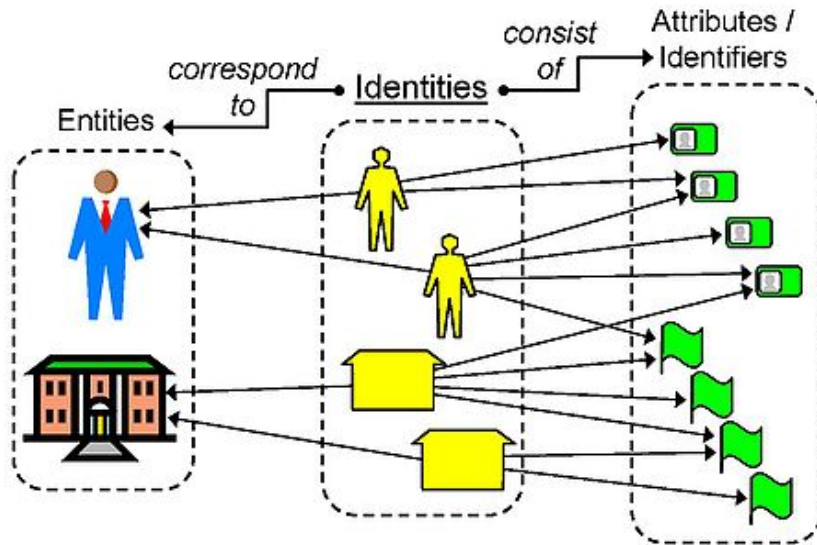 Attributes /
Identifiers
consist
of
Identities
correspond
to
Entities